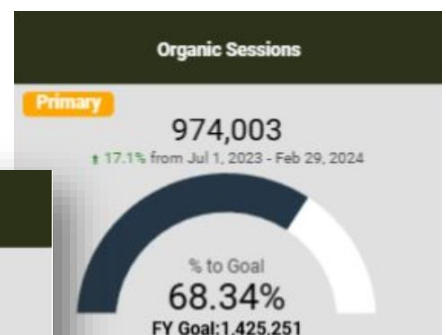 Organic Sessions
Primary
974,003
17.1% from Jul 1, 2023 - Feb 29, 2024
% to Goal
68.34%
FY Goal:1,425,251